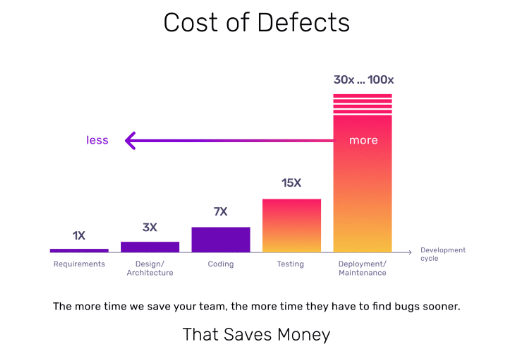 Cost of Defects
30x ... 100x
less
more
15X
7X
3X
1X
Requirements
Design/
Architecture
Coding
Testing
Deployment/
Maintenance
Development
cycle
The more time we save your team, the more time they have to find bugs sooner.
That Saves Money